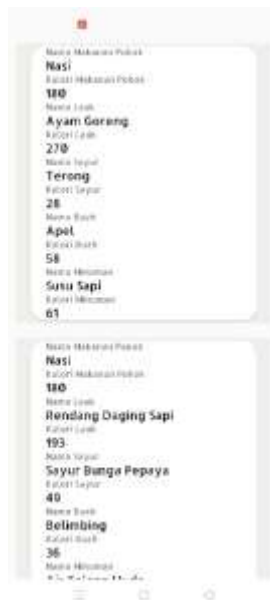 Nama Makanan Pokok
Nasi
Kalori Makanan Pokok
180
Nama Lauk
Ayam Goreng
Kalori Lauk
270
Nama Sayur
Terong
Kalori Sayur
28
Nama Buah
Apel
Kalori Buah
58
Nama Minuman
Susu Sapi
Kalori Minuman
61
Nama Makanan Pokok
Nasi
Kalori Makanan Pokok
180
Nama Lauk
Rendang Daging Sapi
Kalori Lauk
193
Nama Sayur
Sayur Bunga Pepaya
Kalori Sayur
49
Nama Buah
Belimbing
Kalori Buah
36
Nama Minuman